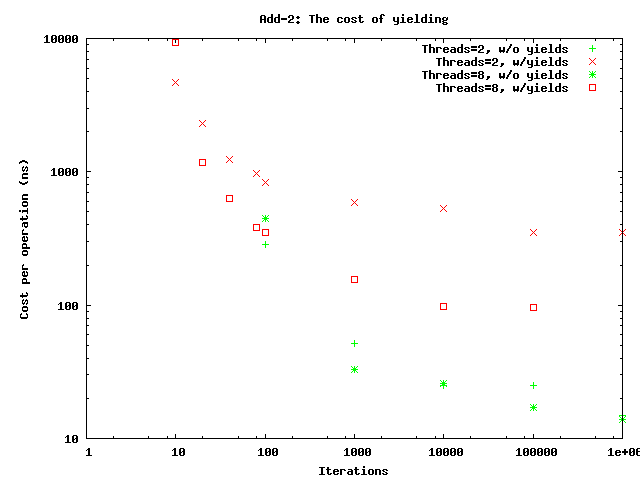 Add-2: The cost of yielding
10000
1000
100
10
Cost per operation (ns)
Threads=2, w/o yields
Threads=2, w/yields
Threads=8, w/o yields
Threads=8, w/yields
1 10 100 1000 10000 100000 1e+06
Iterations